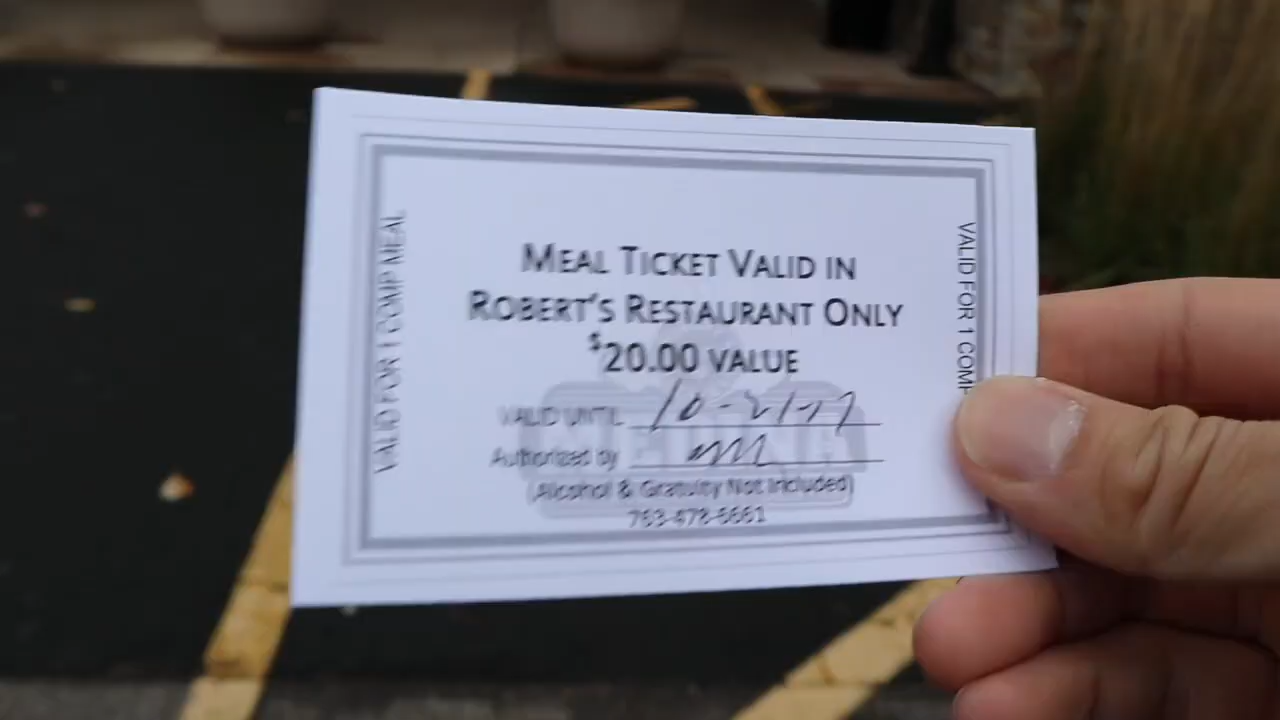 VALID FOR 1 COMP MEAL
MEAL TICKET VALID IN
ROBERT'S RESTAURANT ONLY
$20.00 VALUE
VALID UNTIL 10-21-17
Authorized by
(Alcohol & Gratuity Not Included)
763-478-6661
MEDINA
VALID FOR 1 COMP